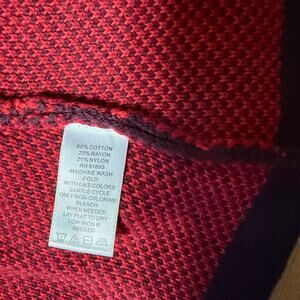 60% COTTON
20% RAYON
20% NYLON
RN 81893
MACHINE WASH
COLD
WITH LIKE COLORS
GENTLE CYCLE
ONLY NON-CHLORINE
BLEACH
WHEN NEEDED
LAY FLAT TO DRY
LOW IRON IF
NEEDED